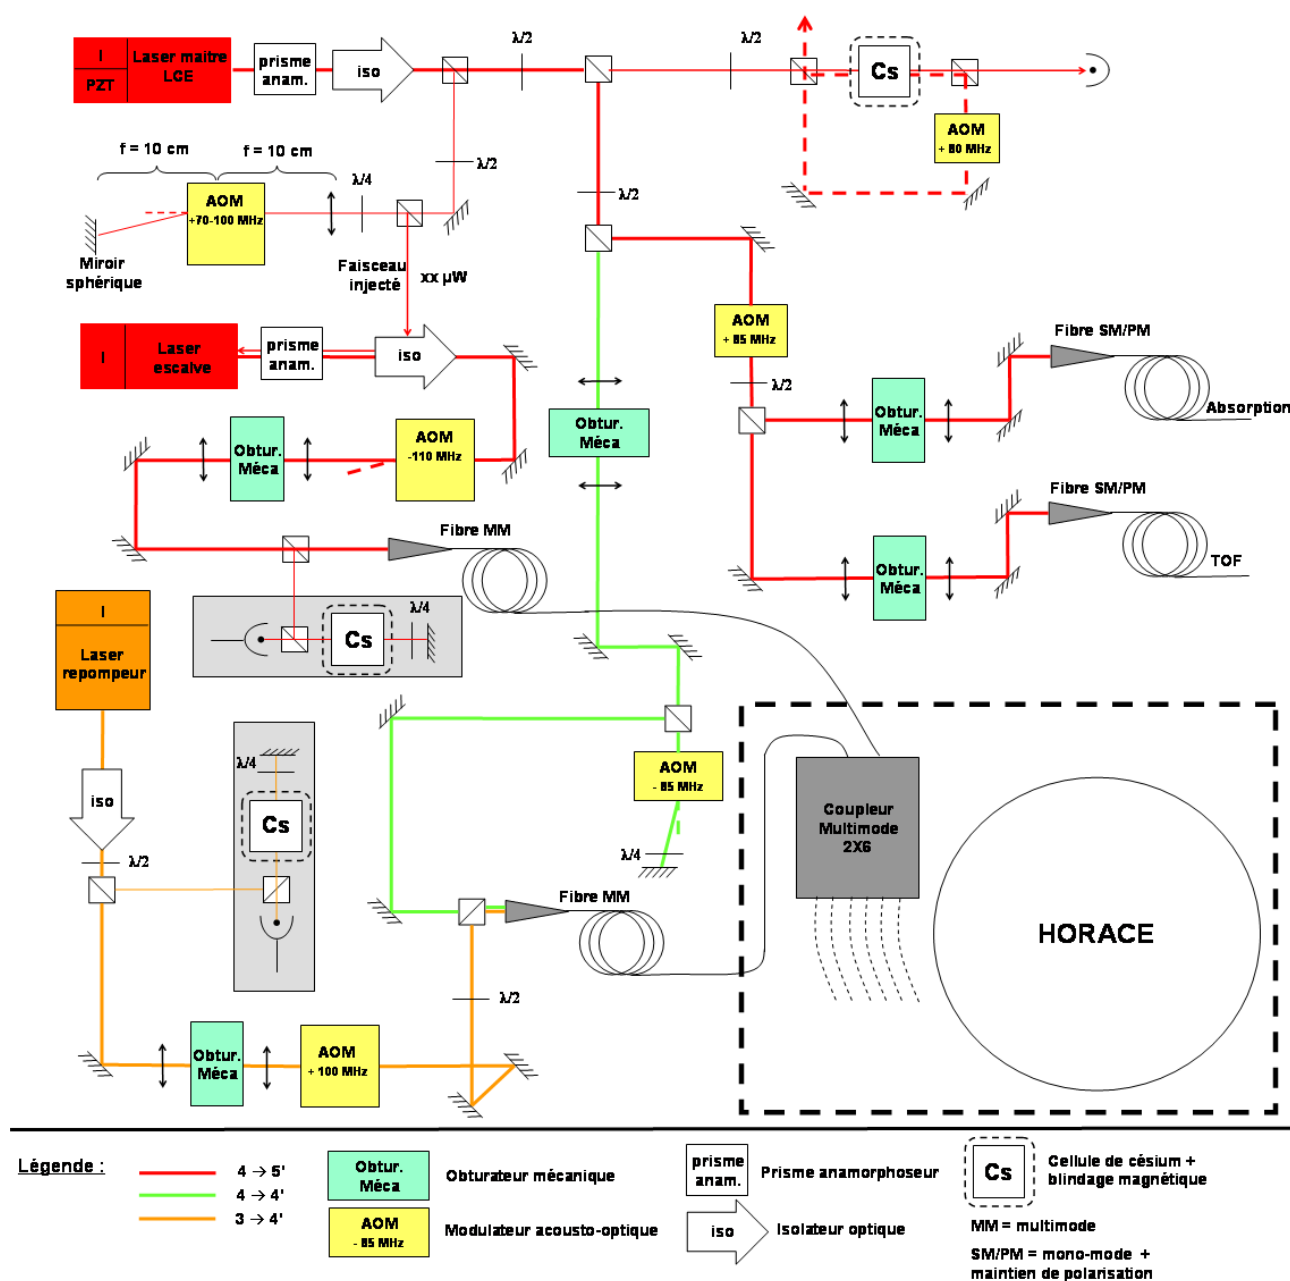 I
PZT
Laser maitre
LCE
prisme
anam.
iso
λ/2
λ/2
Cs
AOM
+ 80 MHz
f = 10 cm
f = 10 cm
AOM
+70-100 MHz
λ/4
λ/2
λ/2
Miroir
sphérique
Faisceau
injecté
xx µW
I
Laser
escalve
prisme
anam.
iso
AOM
+ 85 MHz
λ/2
Fibre SM/PM
Obtur.
Méca
Absorption
Obtur.
Méca
Obtur.
Méca
AOM
-110 MHz
Fibre SM/PM
Obtur.
Méca
TOF
Fibre MM
I
Laser
repompeur
Cs
λ/4
λ/4
Cs
iso
λ/2
AOM
- 85 MHz
λ/4
Coupleur
Multimode
2X6
HORACE
Fibre MM
λ/2
Obtur.
Méca
AOM
+ 100 MHz
Légende :
4 → 5'
4 → 4'
3 → 4'
Obtur.
Méca
Obturateur mécanique
AOM
- 85 MHz
Modulateur acousto-optique
prisme
anam.
Prisme anamorphoseur
iso
Isolateur optique
Cs
Cellule de césium +
blindage magnétique
MM = multimode
SM/PM = mono-mode +
maintien de polarisation